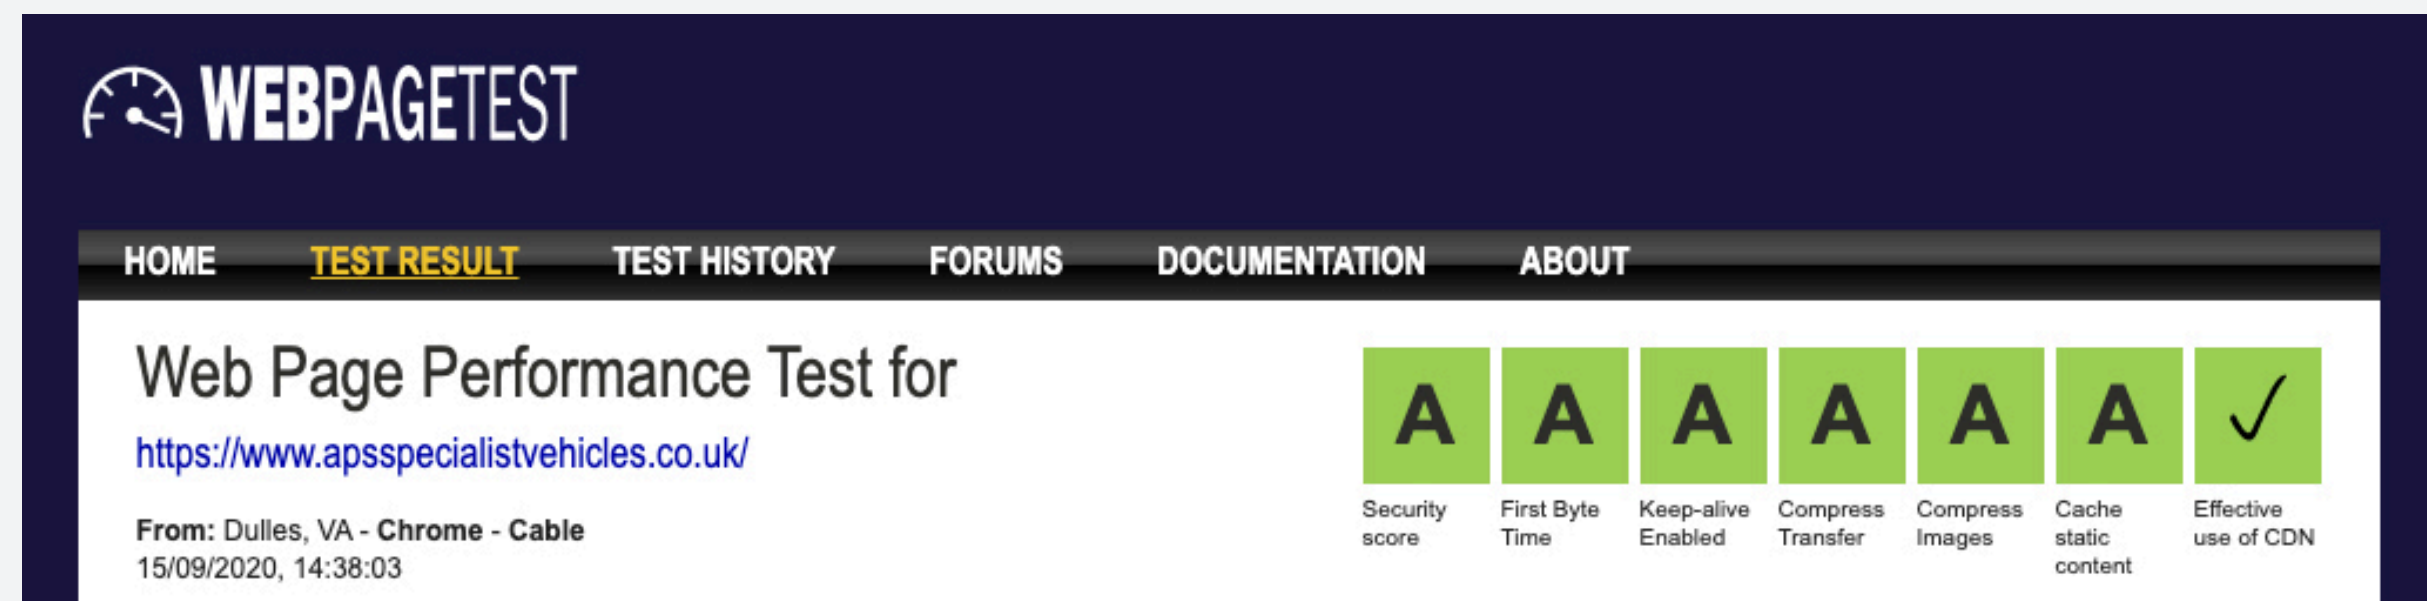 WEBPAGETEST
HOME TEST RESULT TEST HISTORY FORUMS DOCUMENTATION ABOUT
Web Page Performance Test for
https://www.apsspecialistvehicles.co.uk/
From: Dulles, VA - Chrome - Cable
15/09/2020, 14:38:03
A A A A A A ✓
Security score
First Byte Time
Keep-alive Enabled
Compress Transfer
Compress Images
Cache static content
Effective use of CDN